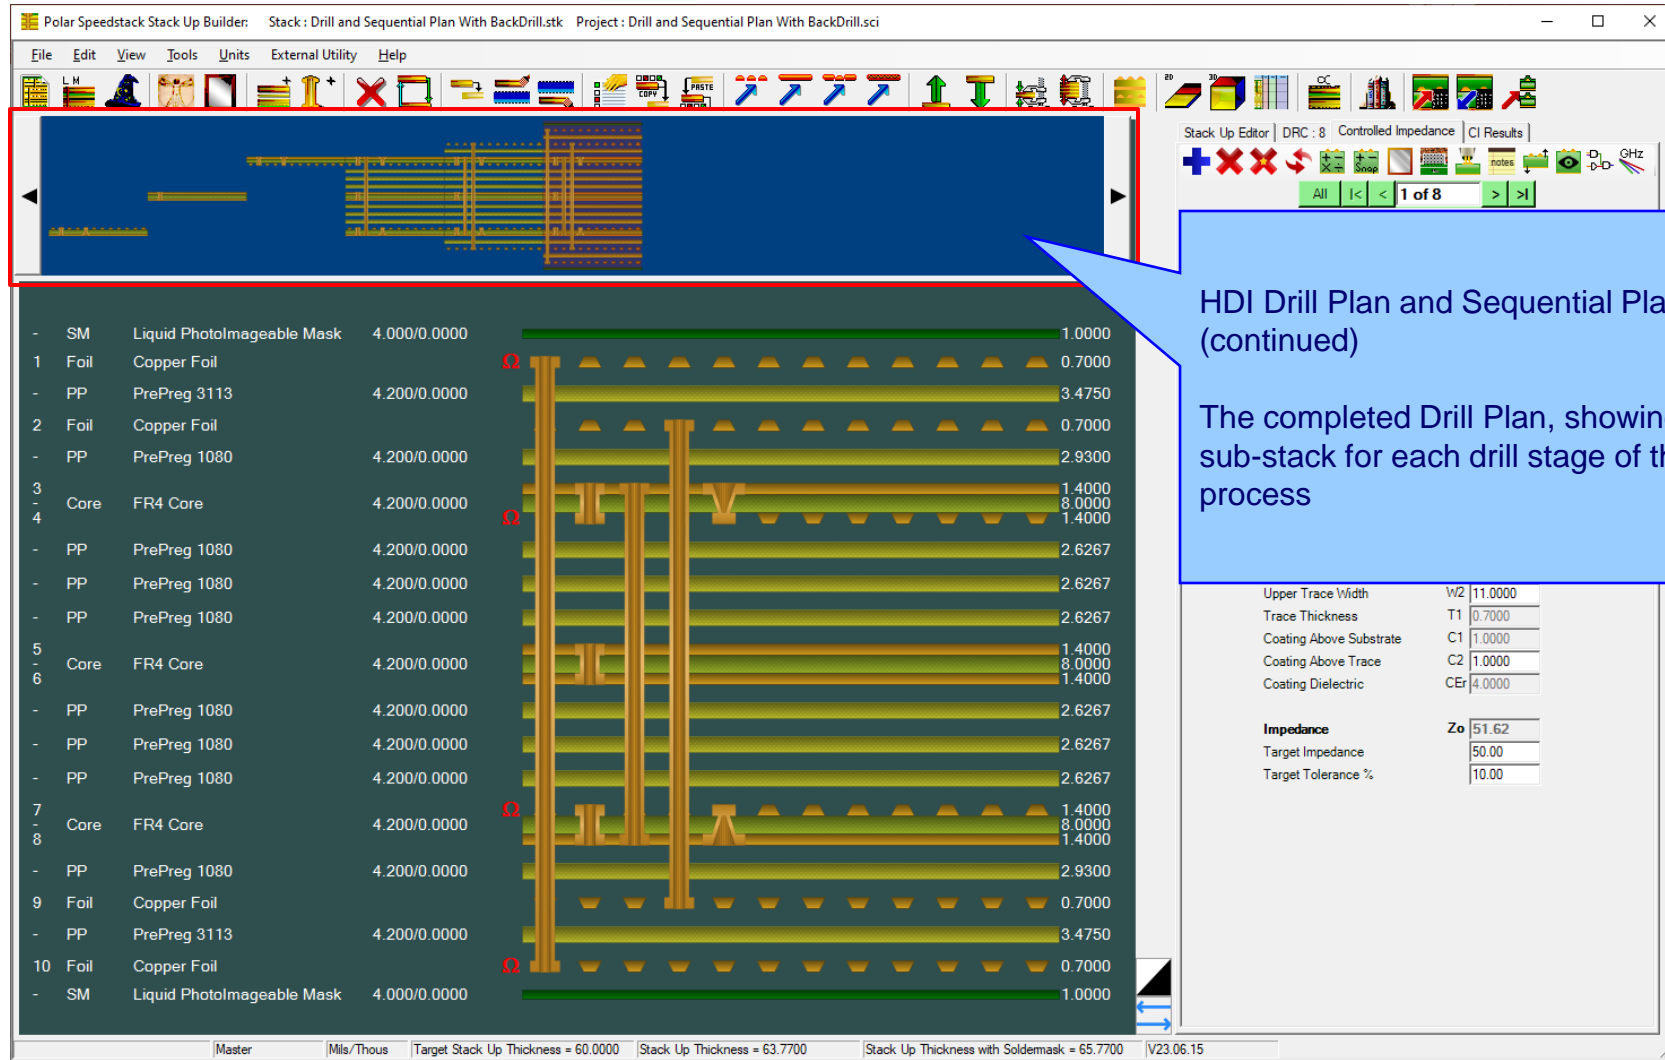 Polar Speedstack Stack Up Builder: Stack : Drill and Sequential Plan With BackDrill.stk Project : Drill and Sequential Plan With BackDrill.sci
File Edit View Tools Units External Utility Help
Stack Up Editor DRC : 8 Controlled Impedance CI Results
All |< < 1 of 8 > >|
HDI Drill Plan and Sequential Pla
(continued)
The completed Drill Plan, showin
sub-stack for each drill stage of th
process
- SM Liquid PhotoImageable Mask 4.000/0.0000 1.0000
1 Foil Copper Foil Ω 0.7000
- PP PrePreg 3113 4.200/0.0000 3.4750
2 Foil Copper Foil 0.7000
- PP PrePreg 1080 4.200/0.0000 2.9300
3 1.4000
- Core FR4 Core 4.200/0.0000 8.0000
4 Ω 1.4000
- PP PrePreg 1080 4.200/0.0000 2.6267
- PP PrePreg 1080 4.200/0.0000 2.6267
- PP PrePreg 1080 4.200/0.0000 2.6267
5 1.4000
- Core FR4 Core 4.200/0.0000 8.0000
6 1.4000
- PP PrePreg 1080 4.200/0.0000 2.6267
- PP PrePreg 1080 4.200/0.0000 2.6267
- PP PrePreg 1080 4.200/0.0000 2.6267
7 Ω 1.4000
- Core FR4 Core 4.200/0.0000 8.0000
8 1.4000
- PP PrePreg 1080 4.200/0.0000 2.9300
9 Foil Copper Foil 0.7000
- PP PrePreg 3113 4.200/0.0000 3.4750
10 Foil Copper Foil Ω 0.7000
- SM Liquid PhotoImageable Mask 4.000/0.0000 1.0000
Upper Trace Width W2 11.0000
Trace Thickness T1 0.7000
Coating Above Substrate C1 1.0000
Coating Above Trace C2 1.0000
Coating Dielectric CEr 4.0000
Impedance Zo 51.62
Target Impedance 50.00
Target Tolerance % 10.00
Master Mils/Thous Target Stack Up Thickness = 60.0000 Stack Up Thickness = 63.7700 Stack Up Thickness with Soldermask = 65.7700 V23.06.15